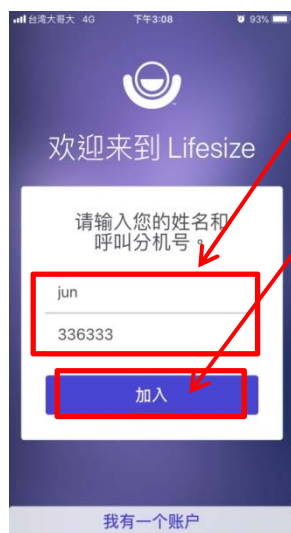 台湾大哥大 4G 下午3:08 93%
欢迎来到 Lifesize
请输入您的姓名和
呼叫分机号。
jun
336333
加入
我有一个账户